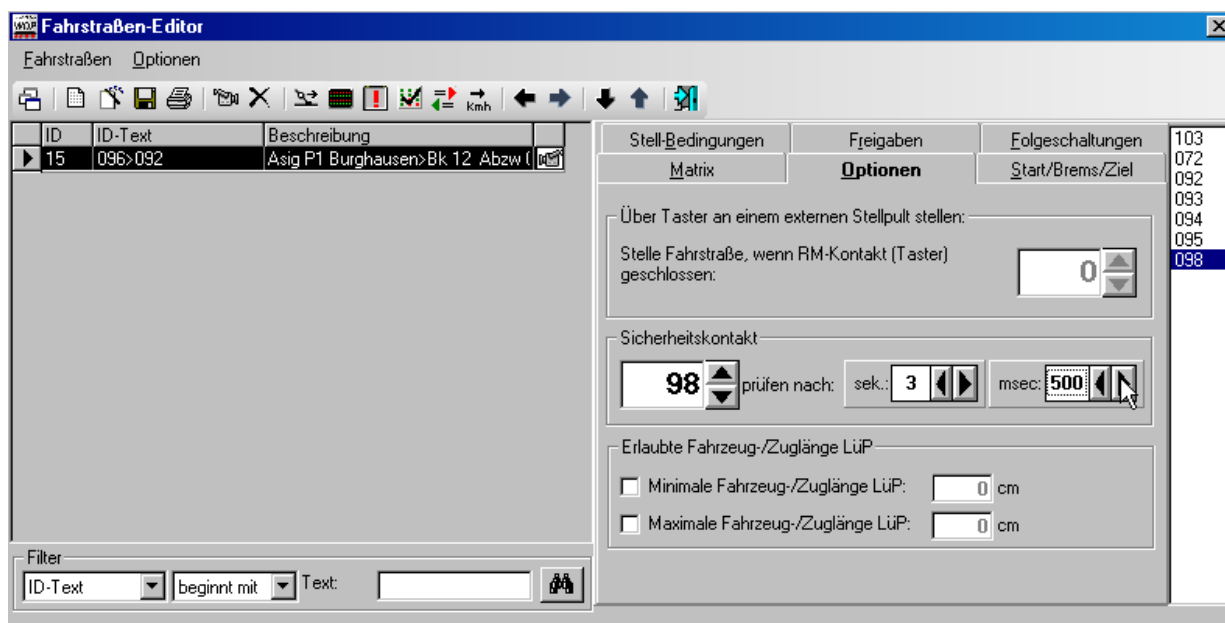 Fahrstraßen-Editor
Fahrstraßen Optionen
Kmh
ID ID-Text Beschreibung
15 096>092 Asig P1 Burghausen>Bk 12 Abzw (
Filter
ID-Text beginnt mit Text:
Stell-Bedingungen Freigaben Folgeschaltungen
Matrix Optionen Start/Brems/Ziel
Über Taster an einem externen Stellpult stellen:
Stelle Fahrstraße, wenn RM-Kontakt (Taster)
geschlossen:
0
Sicherheitskontakt
98 prüfen nach: sek.: 3 msec: 500
Erlaubte Fahrzeug-/Zuglänge LüP
Minimale Fahrzeug-/Zuglänge LüP: 0 cm
Maximale Fahrzeug-/Zuglänge LüP: 0 cm
103
072
092
093
094
095
098